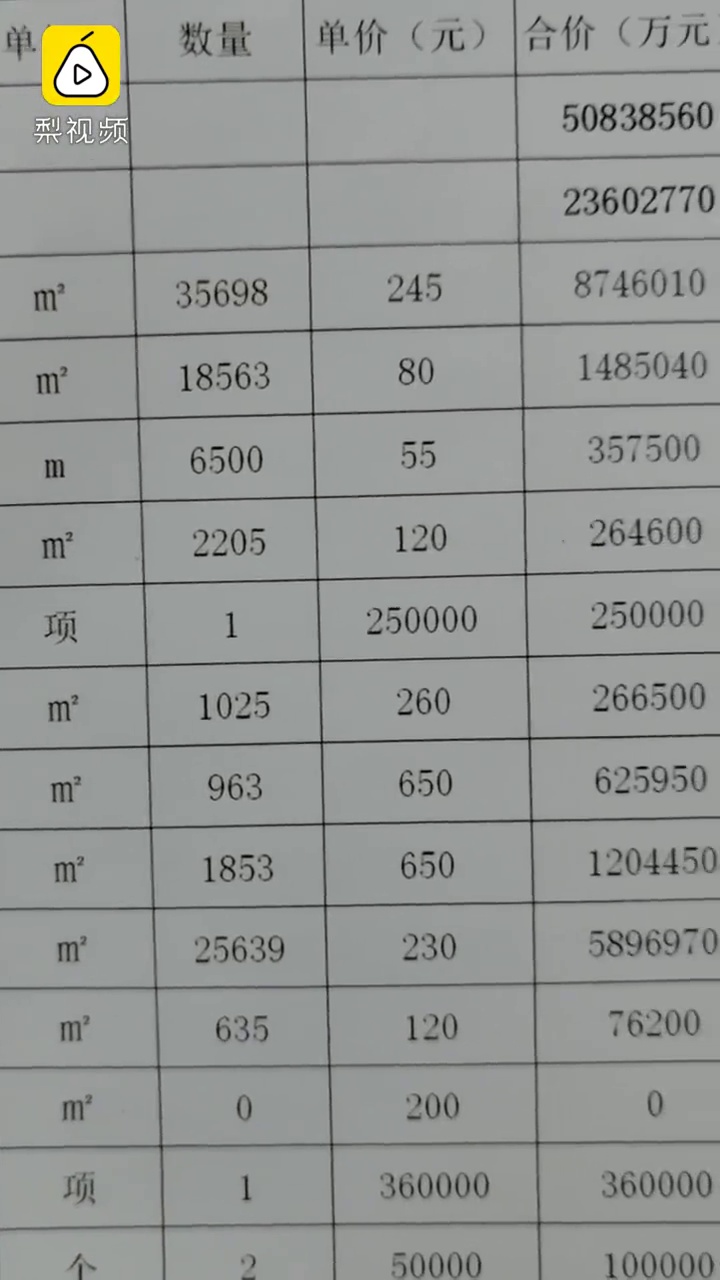 单 数量 单价（元） 合价（万元
梨视频
50838560
23602770
m² 35698 245 8746010
m² 18563 80 1485040
m 6500 55 357500
m² 2205 120 264600
项 1 250000 250000
m² 1025 260 266500
m² 963 650 625950
m² 1853 650 1204450
m² 25639 230 5896970
m² 635 120 76200
m² 0 200 0
项 1 360000 360000
个 2 50000 100000